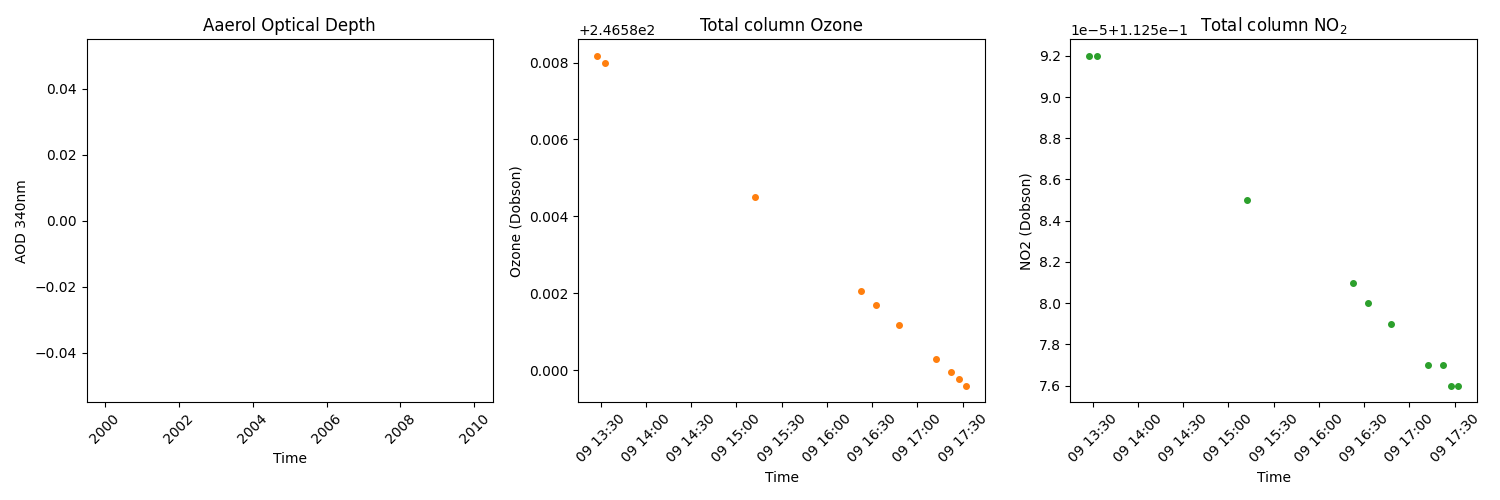 Aaerol Optical Depth
AOD 340nm
0.04
0.02
0.00
−0.02
−0.04
2000 2002 2004 2006 2008 2010
Time
Total column Ozone
+2.4658e2
Ozone (Dobson)
0.008
0.006
0.004
0.002
0.000
09 13:30 09 14:00 09 14:30 09 15:00 09 15:30 09 16:00 09 16:30 09 17:00 09 17:30
Time
Total column NO₂
1e−5+1.125e−1
NO2 (Dobson)
9.2
9.0
8.8
8.6
8.4
8.2
8.0
7.8
7.6
09 13:30 09 14:00 09 14:30 09 15:00 09 15:30 09 16:00 09 16:30 09 17:00 09 17:30
Time